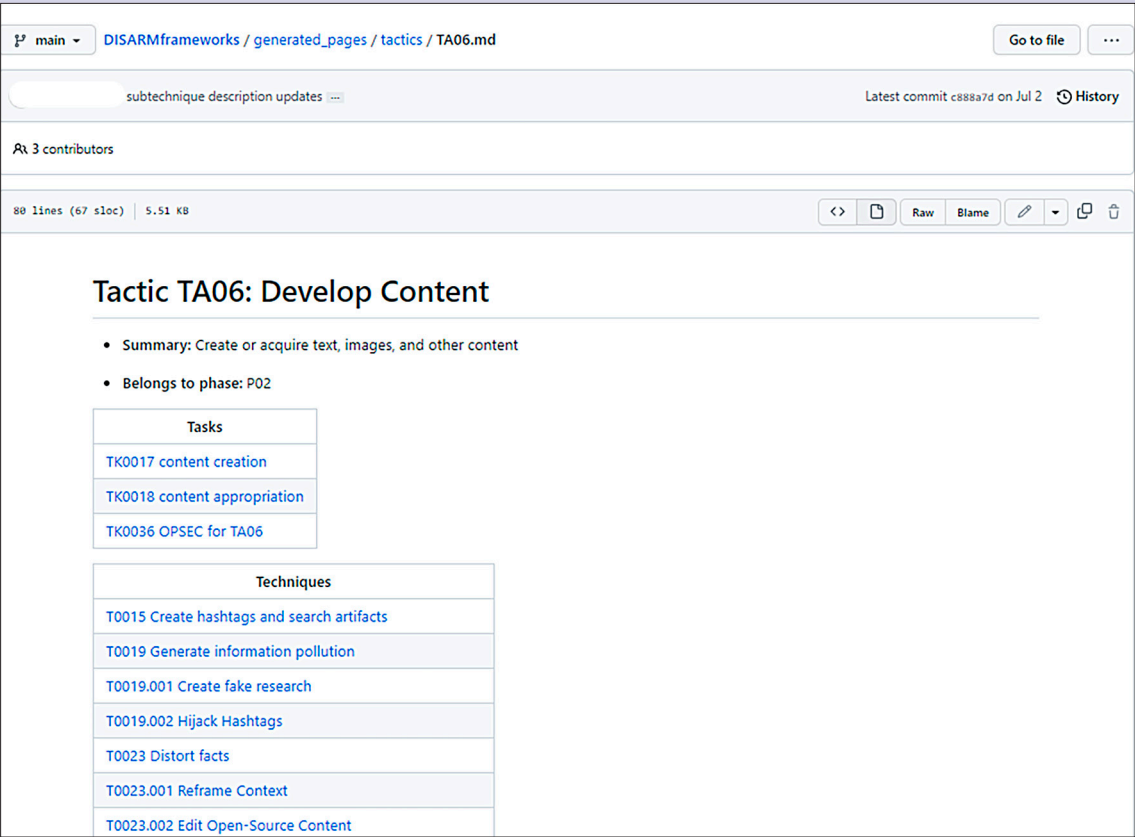 main
DISARMframeworks / generated_pages / tactics / TA06.md
Go to file
...
subtechnique description updates ...
Latest commit c888a7d on Jul 2
History
3 contributors
80 lines (67 sloc) 5.51 KB
<>
Raw
Blame
Tactic TA06: Develop Content
• Summary: Create or acquire text, images, and other content
• Belongs to phase: P02
Tasks
TK0017 content creation
TK0018 content appropriation
TK0036 OPSEC for TA06
Techniques
T0015 Create hashtags and search artifacts
T0019 Generate information pollution
T0019.001 Create fake research
T0019.002 Hijack Hashtags
T0023 Distort facts
T0023.001 Reframe Context
T0023.002 Edit Open-Source Content